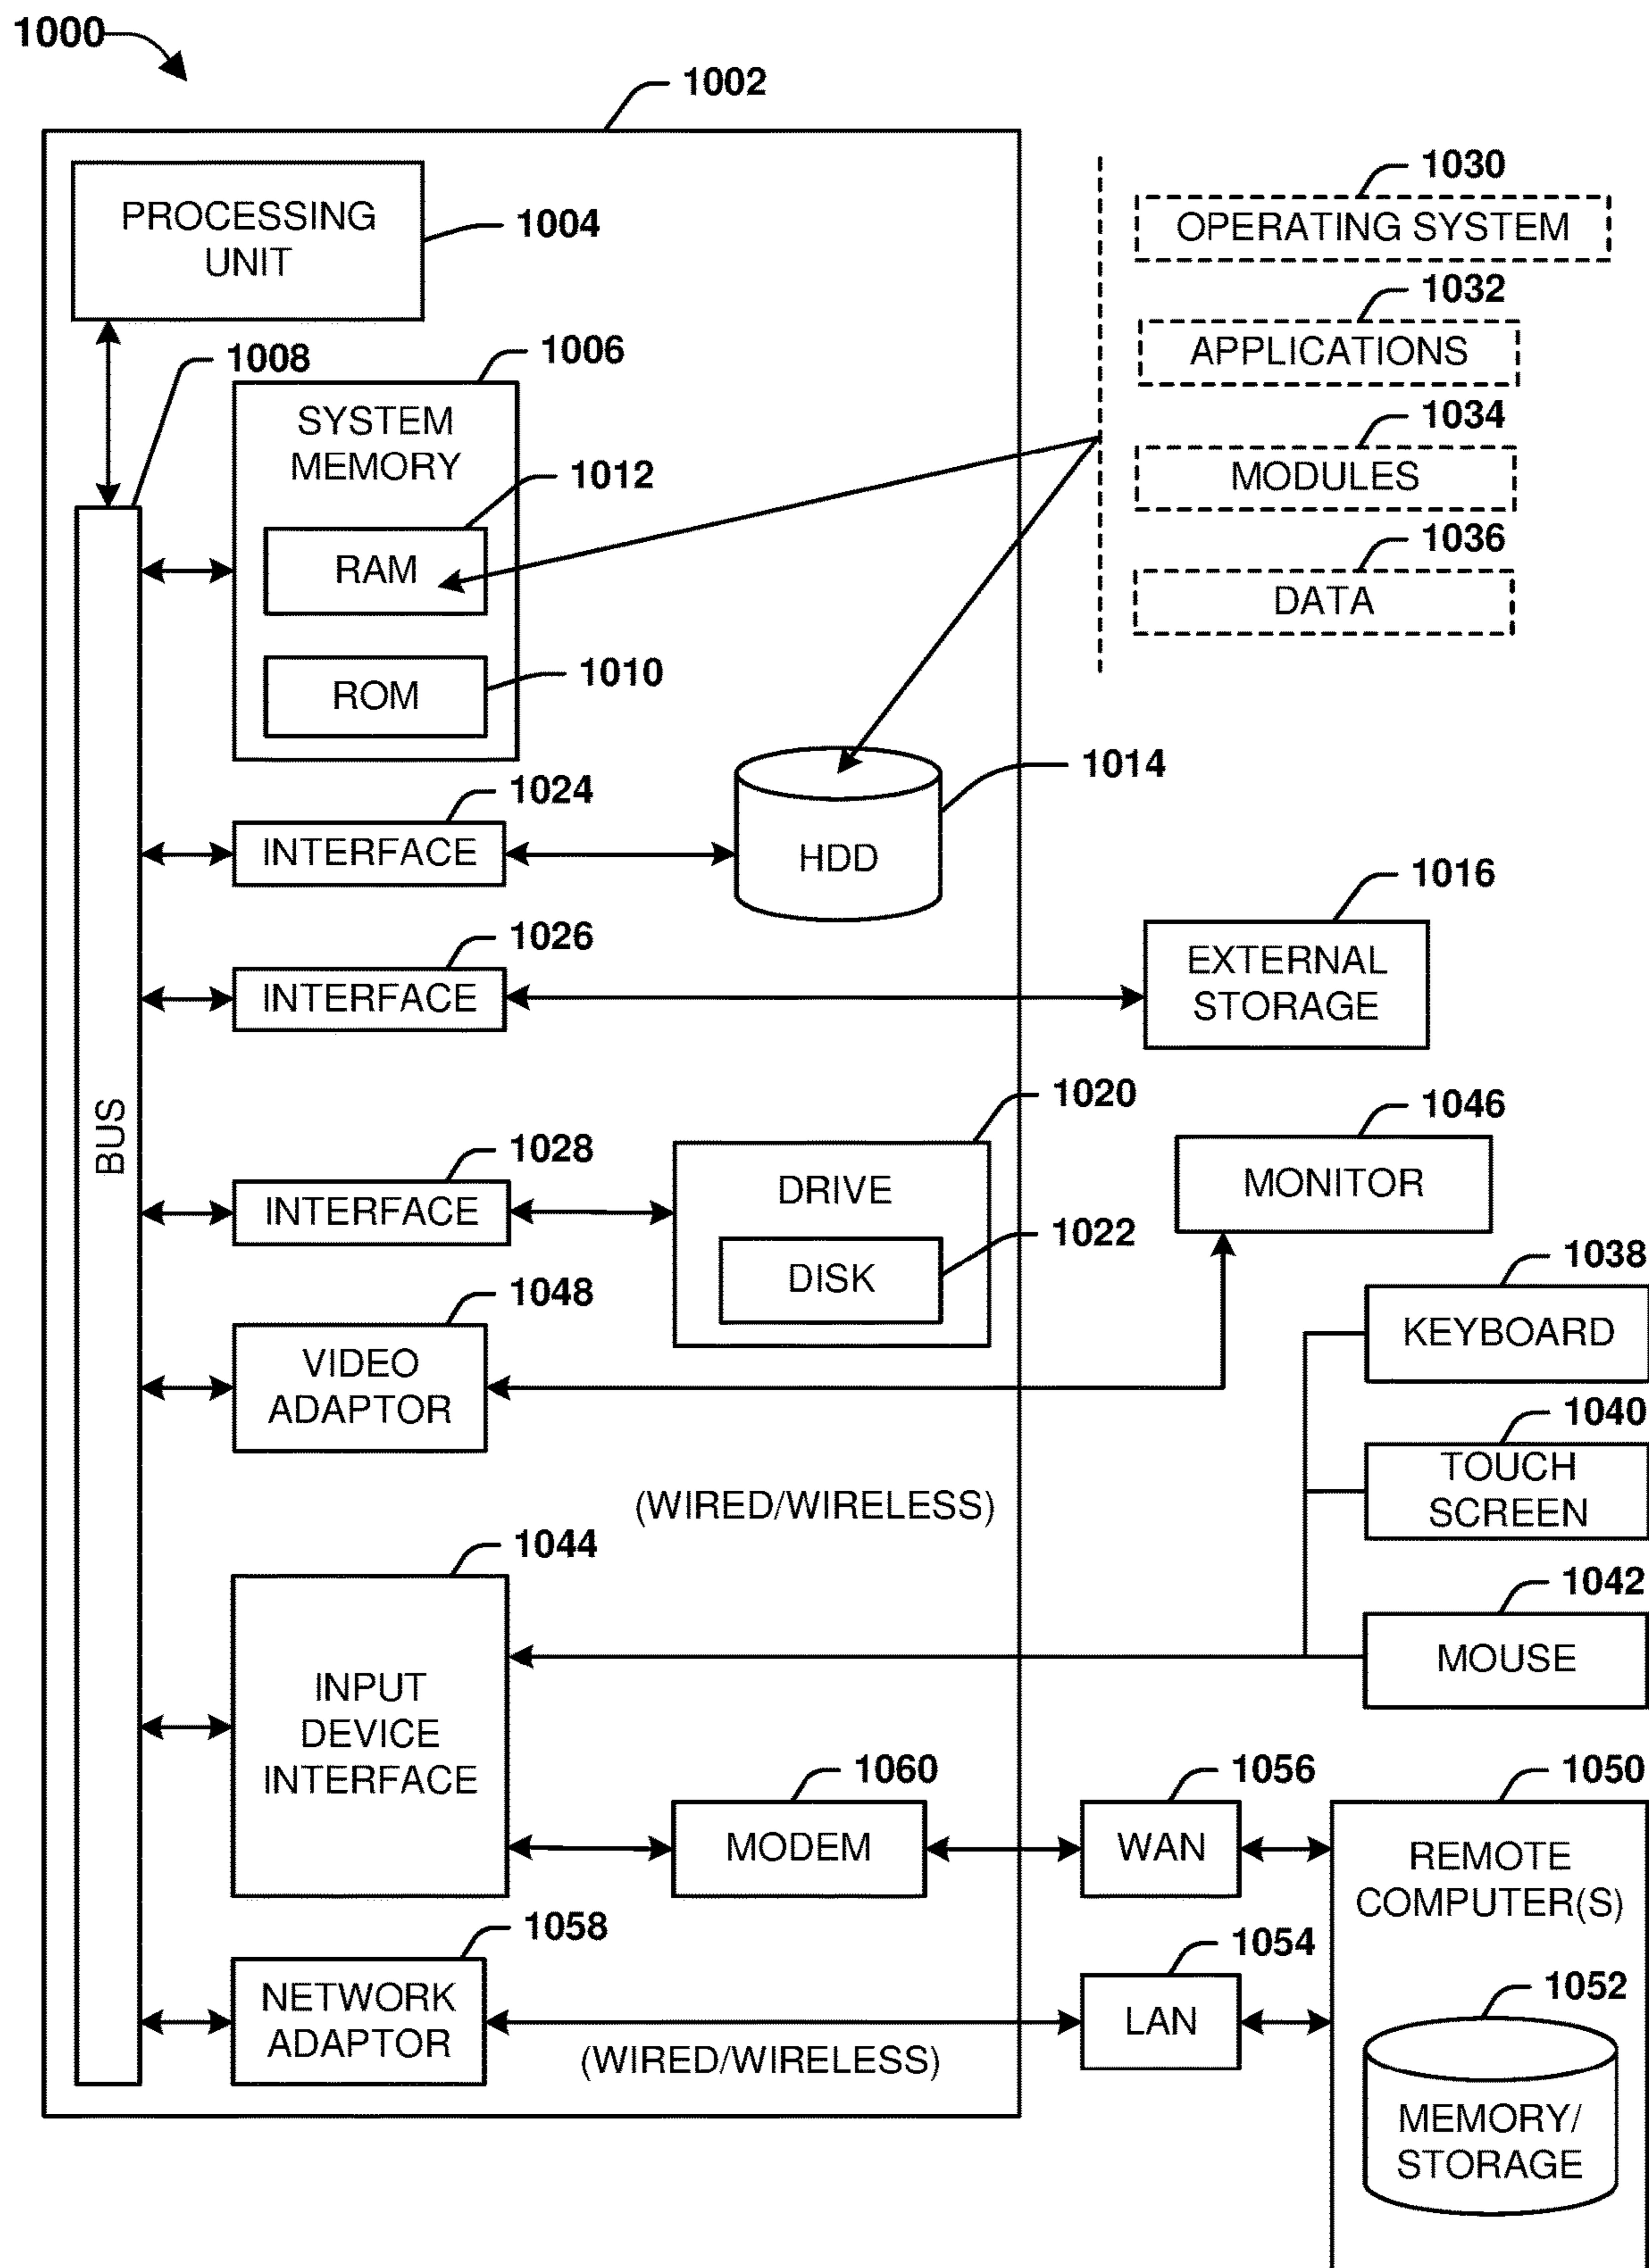 1000
1002
PROCESSING
UNIT
1004
1030
OPERATING SYSTEM
1032
APPLICATIONS
1034
MODULES
1036
DATA
1008
1006
SYSTEM
MEMORY
1012
RAM
1010
ROM
1024
INTERFACE
1014
HDD
1026
INTERFACE
1016
EXTERNAL
STORAGE
BUS
1028
INTERFACE
1020
DRIVE
1022
DISK
1046
MONITOR
1048
VIDEO
ADAPTOR
1038
KEYBOARD
1040
TOUCH
SCREEN
(WIRED/WIRELESS)
1042
MOUSE
1044
INPUT
DEVICE
INTERFACE
1060
MODEM
1056
WAN
1050
REMOTE
COMPUTER(S)
1058
NETWORK
ADAPTOR
(WIRED/WIRELESS)
1054
LAN
1052
MEMORY/
STORAGE